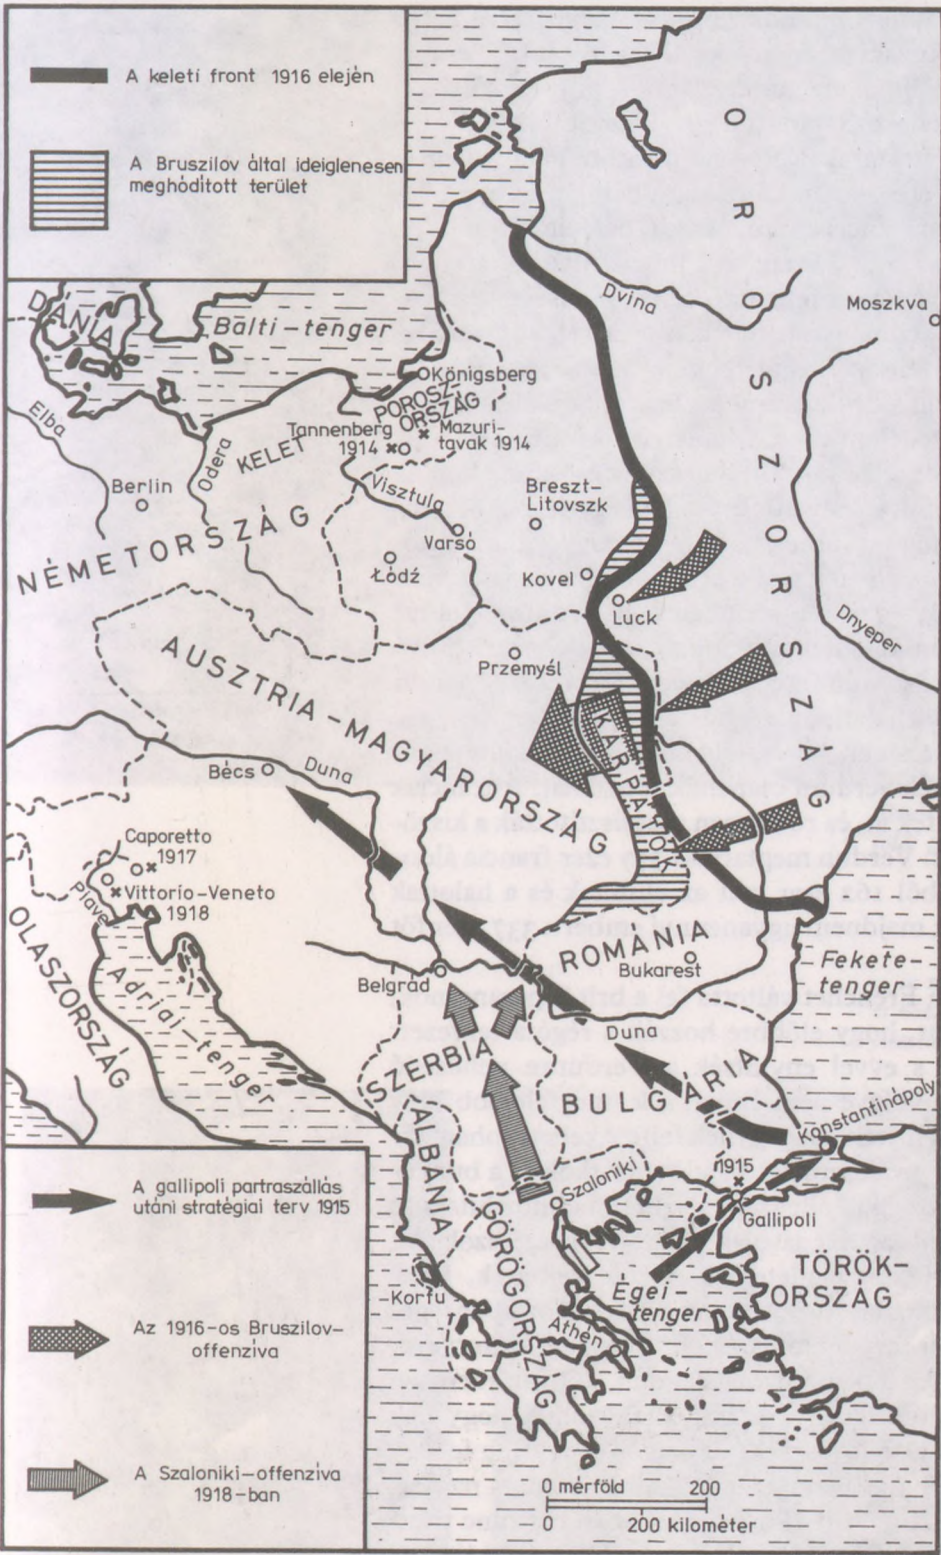 A keleti front 1916 elején
A Bruszilov által ideiglenesen
meghódított terület
DÁNIA
Balti-tenger
OROSZORSZÁG
Dvina
Moszkva
Königsberg
POROSZ-
ORSZÁG
KELET
Tannenberg
1914
Mazuri-
tavak 1914
Elba
Odera
Berlin
Visztula
Varsó
Łódź
Breszt-
Litovszk
Kovel
Luck
Dnyeper
NÉMETORSZÁG
Przemyśl
AUSZTRIA-MAGYARORSZÁG
KÁRPÁTOK
Bécs
Duna
Caporetto
1917
Vittorio-Veneto
1918
Piave
OLASZORSZÁG
Adriai-tenger
Belgrád
ROMÁNIA
Bukarest
Fekete-
tenger
Duna
SZERBIA
BULGÁRIA
Konstantinápoly
ALBÁNIA
Szaloniki
1915
Gallipoli
GÖRÖGORSZÁG
Korfu
Égei-
tenger
Athén
TÖRÖK-
ORSZÁG
A gallipoli partraszállás
utáni stratégiai terv 1915
Az 1916-os Bruszilov-
offenzíva
A Szaloniki-offenzíva
1918-ban
0 mérföld 200
0 200 kilométer